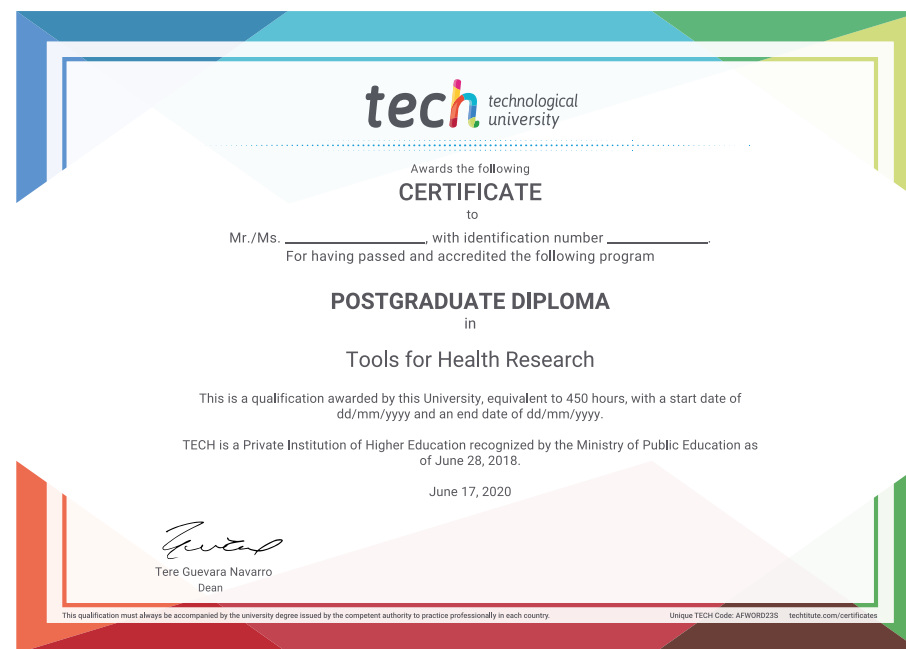 tech technological
university
Awards the following
CERTIFICATE
to
Mr./Ms. ____________________, with identification number ______________.
For having passed and accredited the following program
POSTGRADUATE DIPLOMA
in
Tools for Health Research
This is a qualification awarded by this University, equivalent to 450 hours, with a start date of
dd/mm/yyyy and an end date of dd/mm/yyyy.
TECH is a Private Institution of Higher Education recognized by the Ministry of Public Education as
of June 28, 2018.
June 17, 2020
Tere Guevara Navarro
Dean
This qualification must always be accompanied by the university degree issued by the competent authority to practice professionally in each country. Unique TECH Code: AFWORD23S techtitute.com/certificates